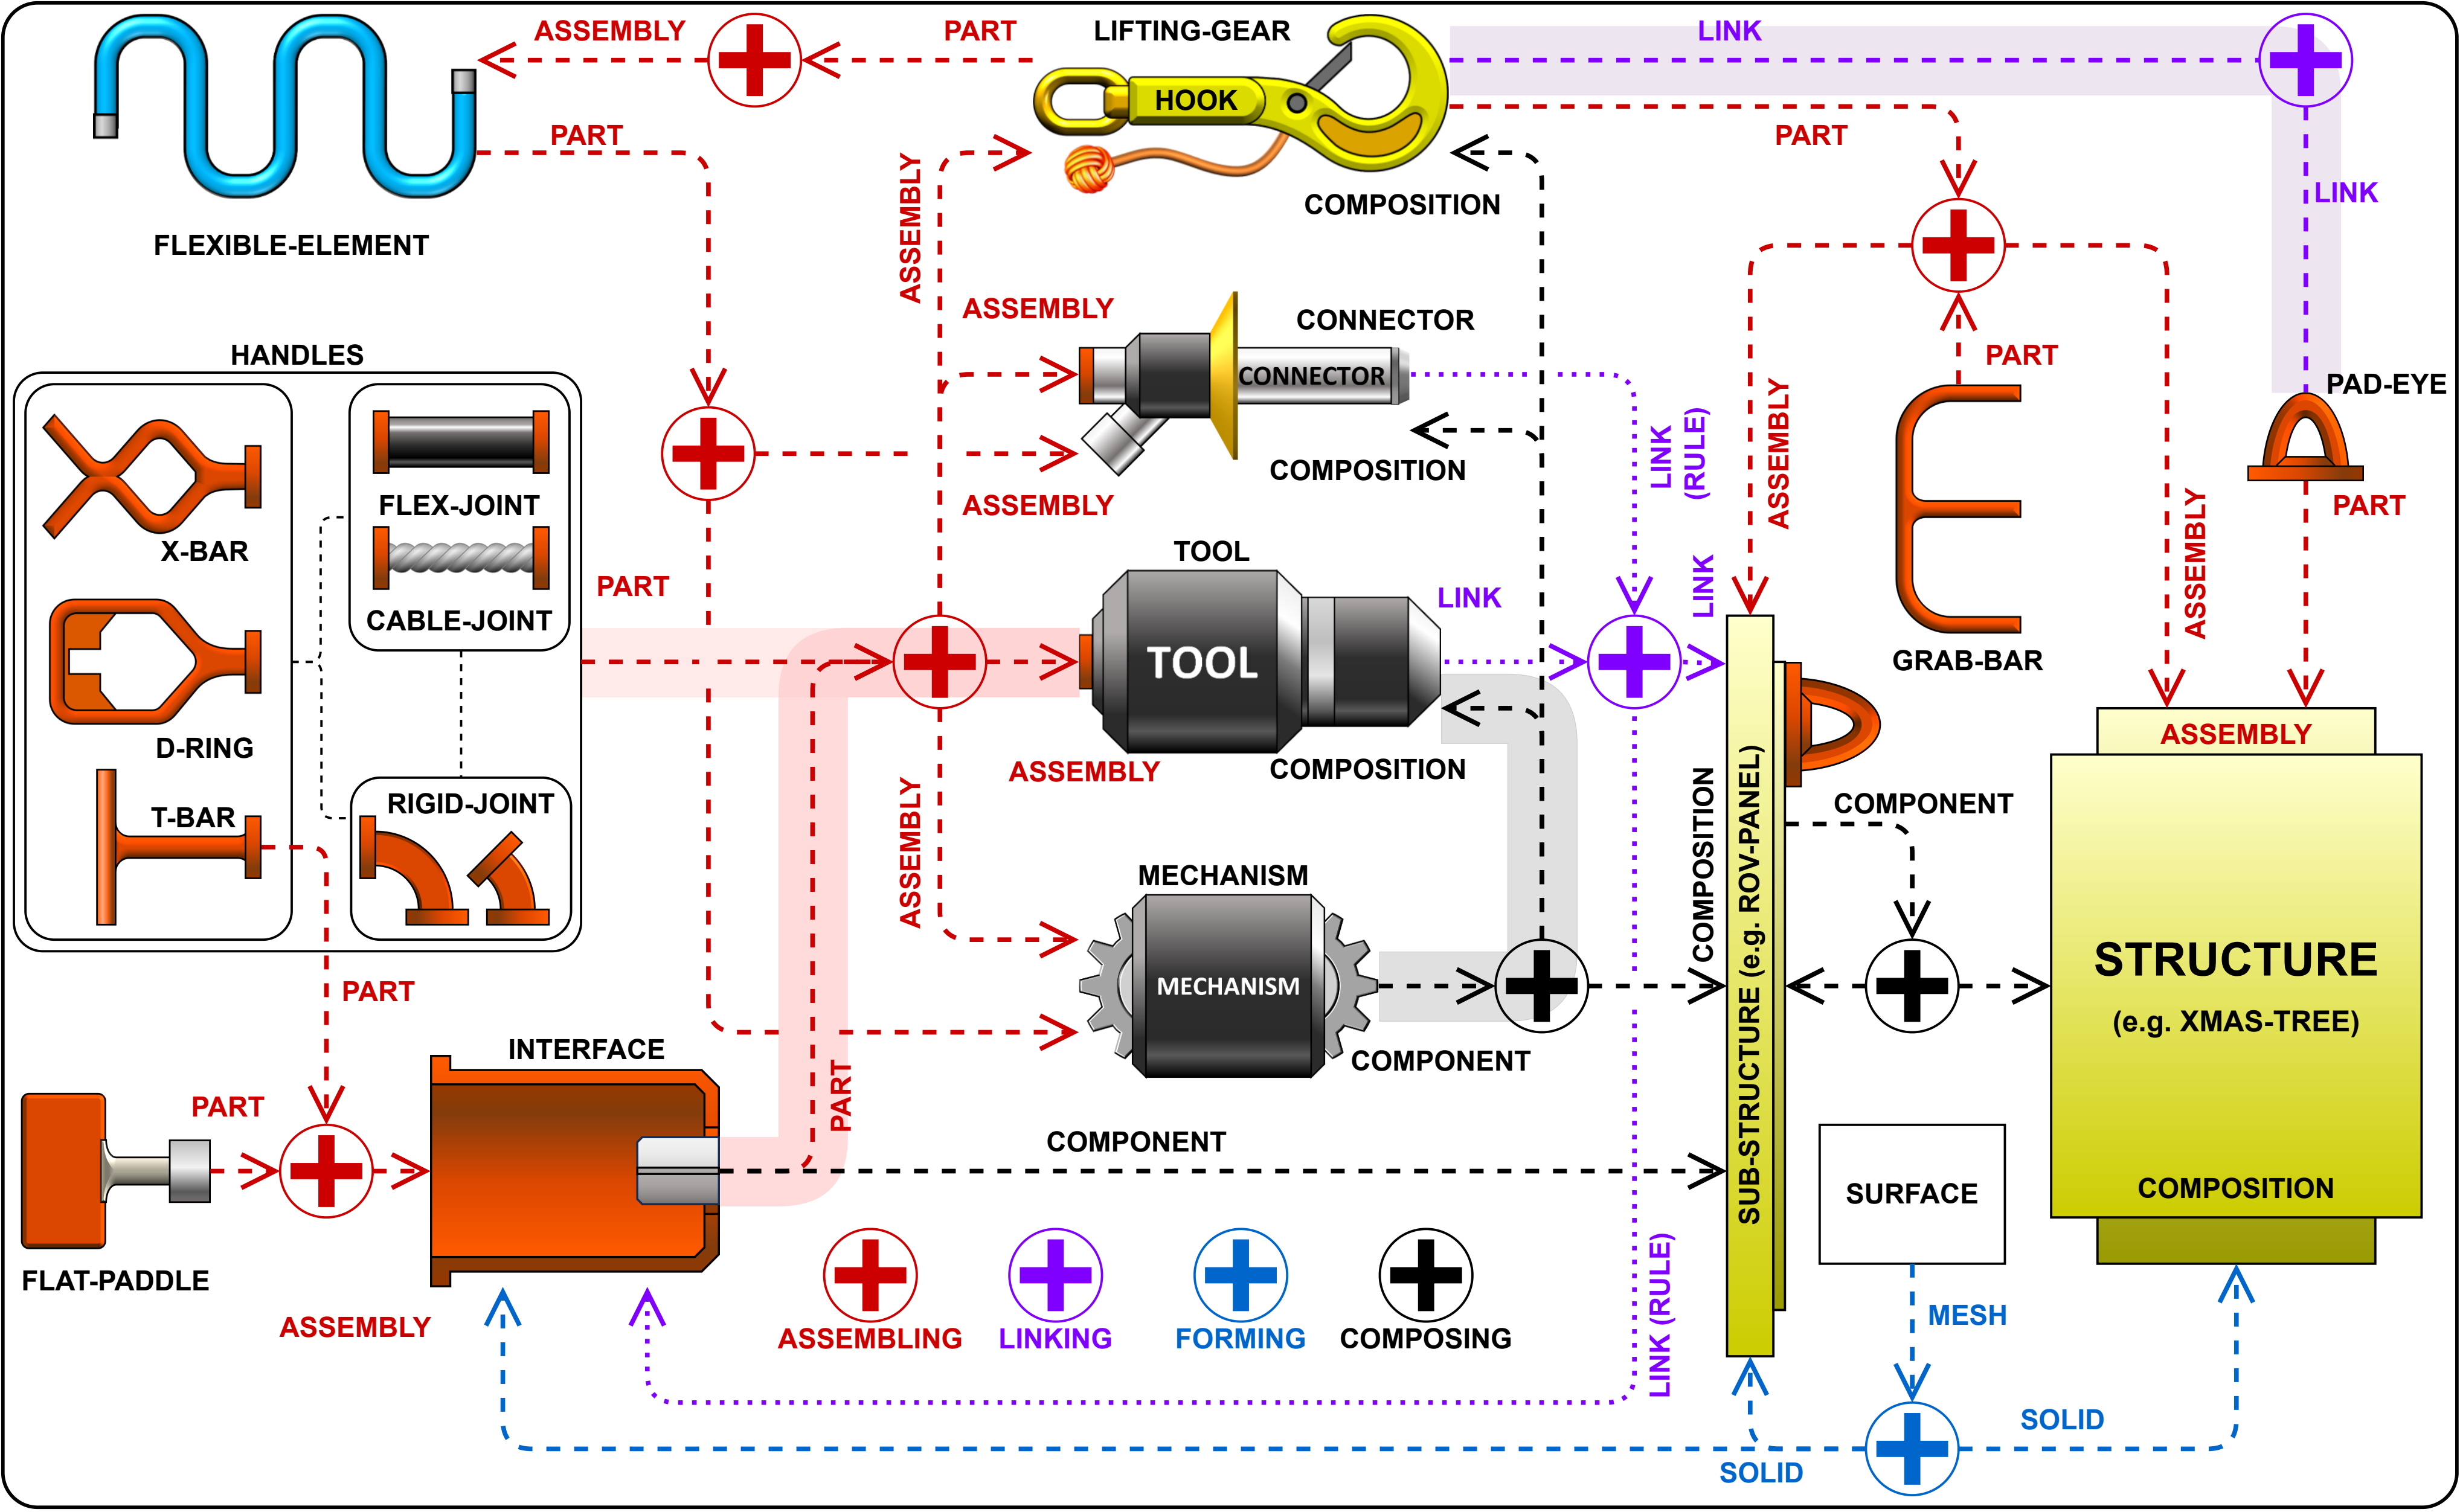 ASSEMBLY
PART
LIFTING-GEAR
LINK
HOOK
PART
PART
LINK
ASSEMBLY
COMPOSITION
FLEXIBLE-ELEMENT
ASSEMBLY
CONNECTOR
HANDLES
PART
CONNECTOR
PAD-EYE
ASSEMBLY
LINK
(RULE)
COMPOSITION
FLEX-JOINT
ASSEMBLY
PART
ASSEMBLY
X-BAR
TOOL
PART
LINK
LINK
CABLE-JOINT
TOOL
GRAB-BAR
D-RING
ASSEMBLY
ASSEMBLY
COMPOSITION
RIGID-JOINT
COMPONENT
T-BAR
ASSEMBLY
COMPOSITION
SUB-STRUCTURE (e.g. ROV-PANEL)
MECHANISM
STRUCTURE
PART
MECHANISM
(e.g. XMAS-TREE)
INTERFACE
COMPONENT
PART
PART
COMPONENT
SURFACE
COMPOSITION
FLAT-PADDLE
LINK (RULE)
ASSEMBLY
ASSEMBLING
LINKING
FORMING
COMPOSING
MESH
SOLID
SOLID